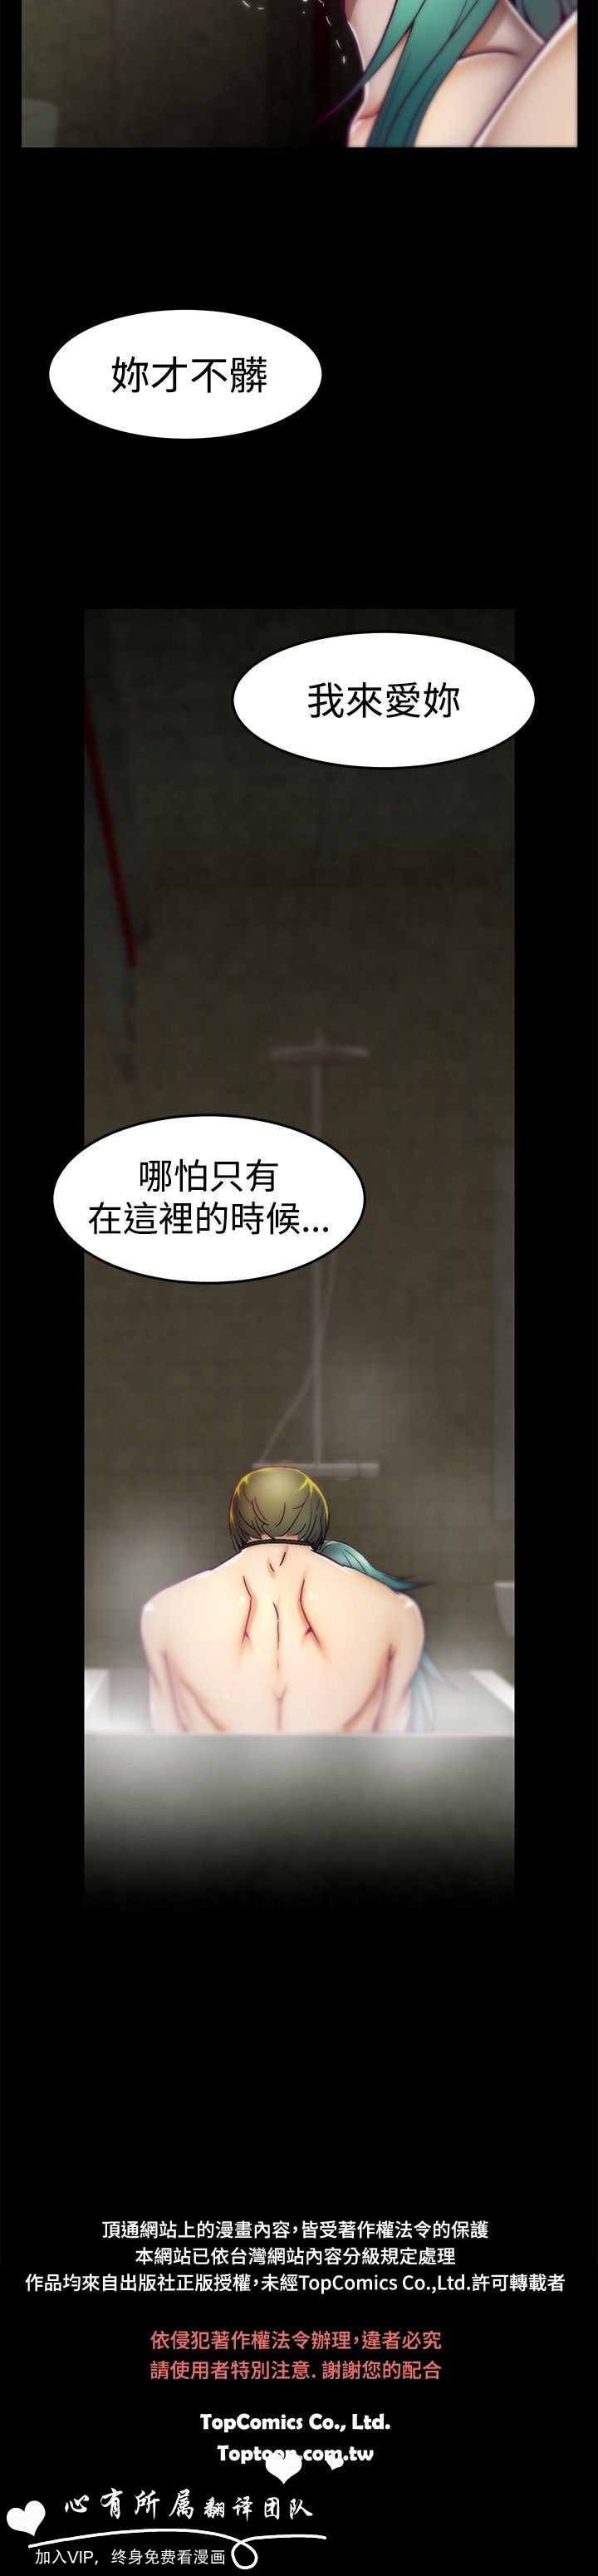 妳才不髒
我來愛妳
哪怕只有
在這裡的時候...
頂通網站上的漫畫內容,皆受著作權法令的保護
本網站已依台灣網站內容分級規定處理
作品均來自出版社正版授權,未經TopComics Co.,Ltd.許可轉載者
依侵犯著作權法令辦理,違者必究
請使用者特別注意. 謝謝您的配合
TopComics Co., Ltd.
Toptoon.com.tw
心有所属翻译团队
加入VIP，终身免费看漫画